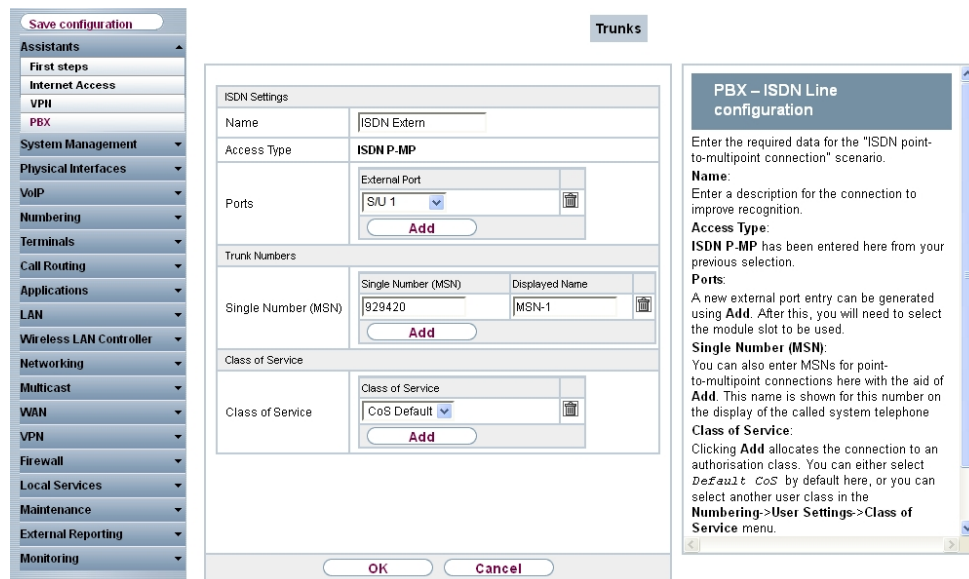 Save configuration
Assistants
First steps
Internet Access
VPN
PBX
System Management
Physical Interfaces
VoIP
Numbering
Terminals
Call Routing
Applications
LAN
Wireless LAN Controller
Networking
Multicast
WAN
VPN
Firewall
Local Services
Maintenance
External Reporting
Monitoring
Trunks
ISDN Settings
Name ISDN Extern
Access Type ISDN P-MP
External Port
Ports S/U 1
Add
Trunk Numbers
Single Number (MSN) Displayed Name
Single Number (MSN) 929420 MSN-1
Add
Class of Service
Class of Service
Class of Service CoS Default
Add
OK Cancel
PBX – ISDN Line
configuration
Enter the required data for the "ISDN point-
to-multipoint connection" scenario.
Name:
Enter a description for the connection to
improve recognition.
Access Type:
ISDN P-MP has been entered here from your
previous selection.
Ports:
A new external port entry can be generated
using Add. After this, you will need to select
the module slot to be used.
Single Number (MSN):
You can also enter MSNs for point-
to-multipoint connections here with the aid of
Add. This name is shown for this number on
the display of the called system telephone
Class of Service:
Clicking Add allocates the connection to an
authorisation class. You can either select
Default CoS by default here, or you can
select another user class in the
Numbering->User Settings->Class of
Service menu.